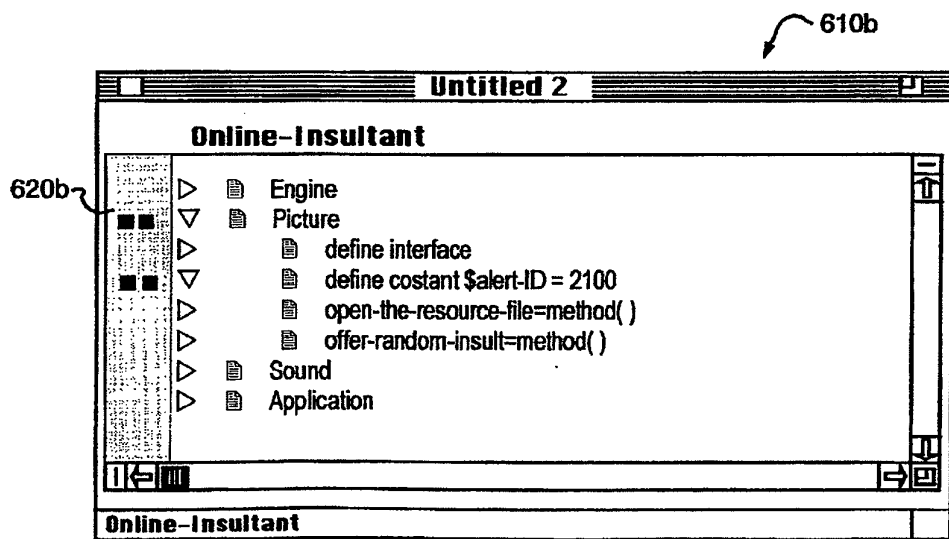 610b
Untitled 2
Online-Insultant
620b
Engine
Picture
define interface
define costant $alert-ID = 2100
open-the-resource-file=method( )
offer-random-insult=method( )
Sound
Application
Online-Insultant